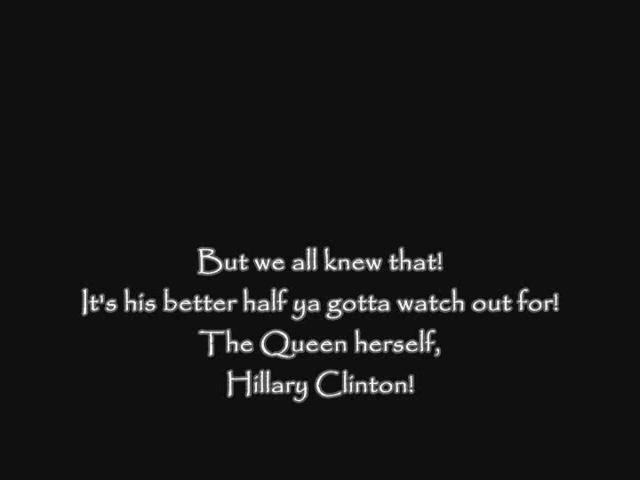 But we all knew that!
It's his better half ya gotta watch out for!
The Queen herself,
Hillary Clinton!